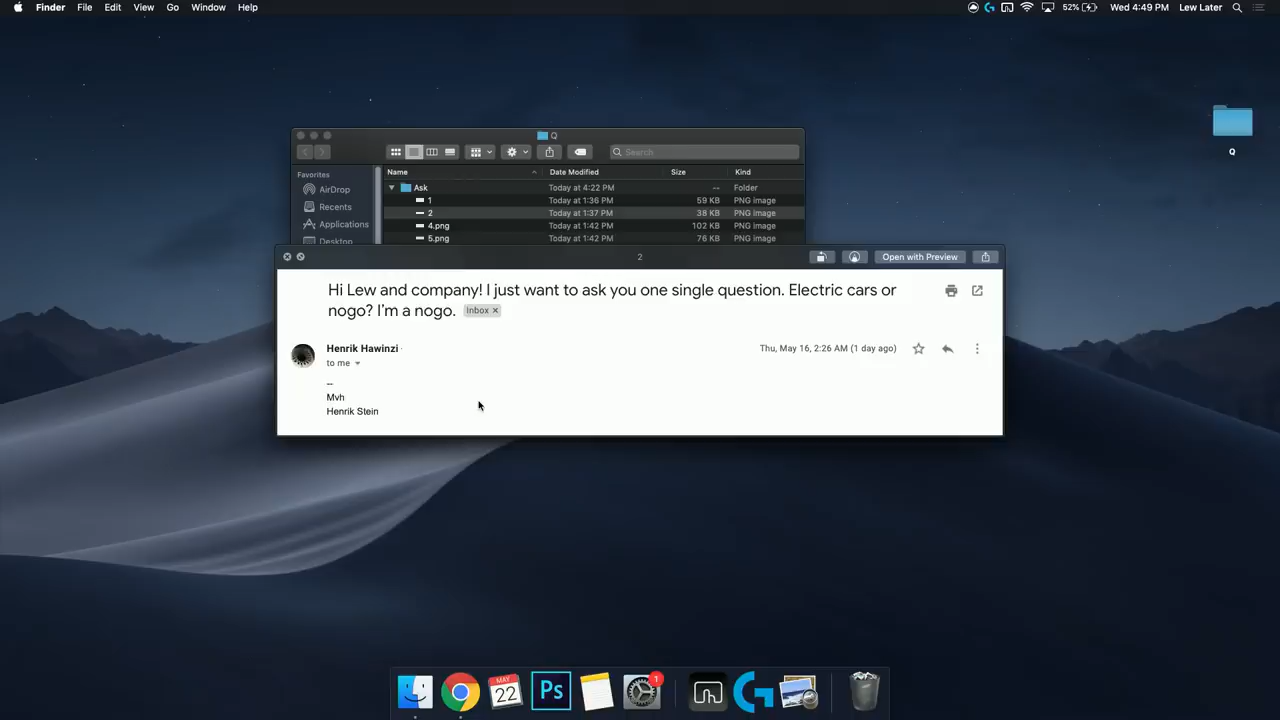 Finder File Edit View Go Window Help 52% Wed 4:49 PM Lew Later
Q
Q
Search
Favorites
AirDrop
Recents
Applications
Desktop
Name Date Modified Size Kind
Ask Today at 4:22 PM -- Folder
1 Today at 1:36 PM 59 KB PNG image
2 Today at 1:37 PM 38 KB PNG image
4.png Today at 1:42 PM 102 KB PNG image
5.png Today at 1:42 PM 76 KB PNG image
2 Open with Preview
Hi Lew and company! I just want to ask you one single question. Electric cars or
nogo? I'm a nogo. Inbox ×
Henrik Hawinzi Thu, May 16, 2:26 AM (1 day ago)
to me
--
Mvh
Henrik Stein
MAY
22
Ps
1